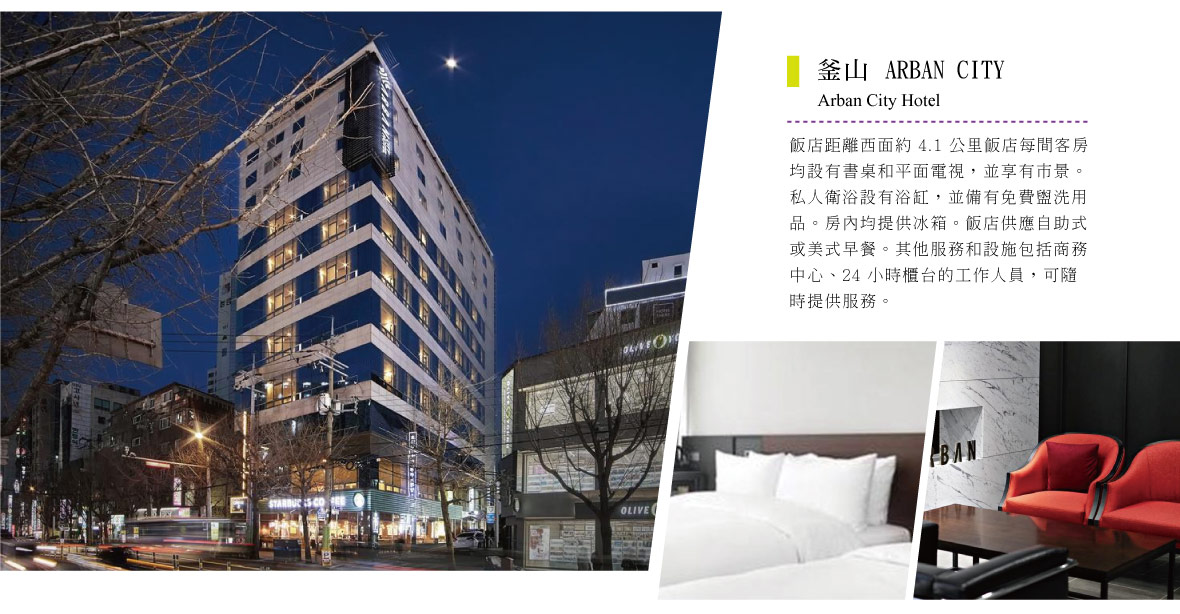 釜山 ARBAN CITY
Arban City Hotel
飯店距離西面約 4.1 公里飯店每間客房
均設有書桌和平面電視，並享有市景。
私人衛浴設有浴缸，並備有免費盥洗用
品。房內均提供冰箱。飯店供應自助式
或美式早餐。其他服務和設施包括商務
中心、24 小時櫃台的工作人員，可隨
時提供服務。
STARBUCKS CO
OLIVE YO
OLIVE
BAN